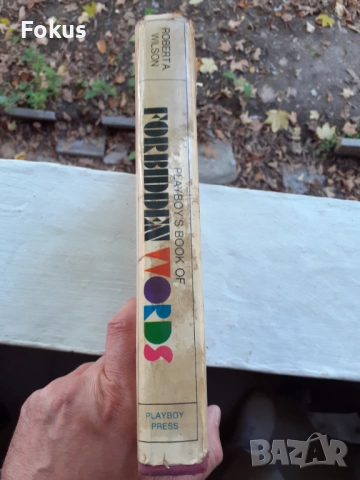 Fokus
ROBERT A.
WILSON
PLAYBOY'S BOOK OF
FORBIDDEN WORDS
PLAYBOY
PRESS
BAZAR